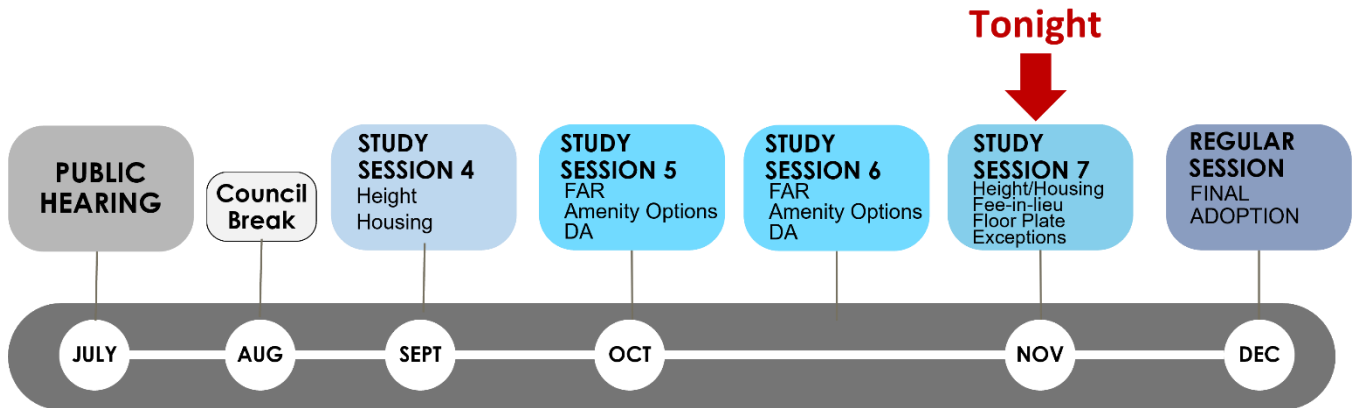 Tonight
PUBLIC
HEARING
Council
Break
STUDY
SESSION 4
Height
Housing
STUDY
SESSION 5
FAR
Amenity Options
DA
STUDY
SESSION 6
FAR
Amenity Options
DA
STUDY
SESSION 7
Height/Housing
Fee-in-lieu
Floor Plate
Exceptions
REGULAR
SESSION
FINAL
ADOPTION
JULY
AUG
SEPT
OCT
NOV
DEC